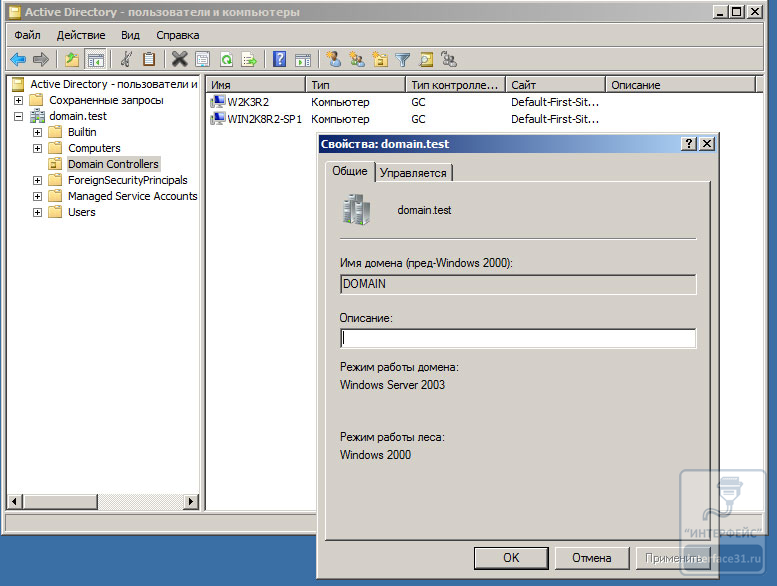 Active Directory - пользователи и компьютеры
Файл Действие Вид Справка
Active Directory - пользователи и
Сохраненные запросы
domain.test
Builtin
Computers
Domain Controllers
ForeignSecurityPrincipals
Managed Service Accounts
Users
Имя Тип Тип контролле... Сайт Описание
W2K3R2 Компьютер GC Default-First-Sit...
WIN2K8R2-SP1 Компьютер GC Default-First-Sit...
Свойства: domain.test
Общие Управляется
domain.test
Имя домена (пред-Windows 2000):
DOMAIN
Описание:
Режим работы домена:
Windows Server 2003
Режим работы леса:
Windows 2000
OK Отмена Применить
"ИНТЕРФЕЙС"
interface31.ru